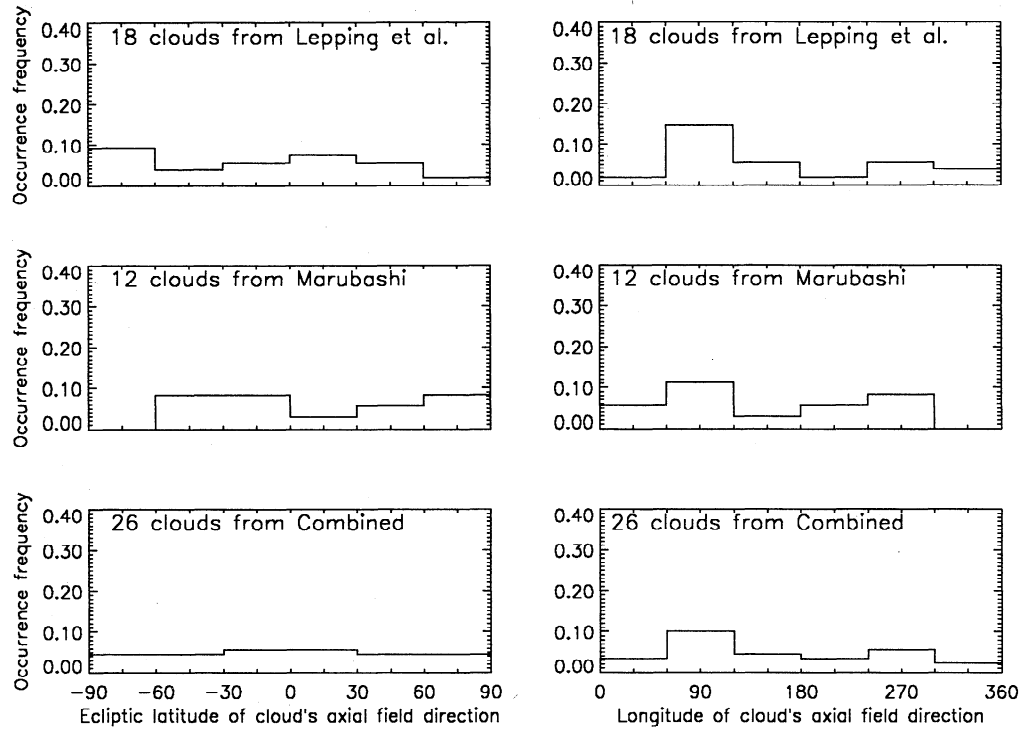 18 clouds from Lepping et al.
Occurrence frequency
0.40
0.30
0.20
0.10
0.00
18 clouds from Lepping et al.
0.40
0.30
0.20
0.10
0.00
12 clouds from Marubashi
Occurrence frequency
0.40
0.30
0.20
0.10
0.00
12 clouds from Marubashi
0.40
0.30
0.20
0.10
0.00
26 clouds from Combined
Occurrence frequency
0.40
0.30
0.20
0.10
0.00
−90 −60 −30 0 30 60 90
Ecliptic latitude of cloud's axial field direction
26 clouds from Combined
0.40
0.30
0.20
0.10
0.00
0 90 180 270 360
Longitude of cloud's axial field direction